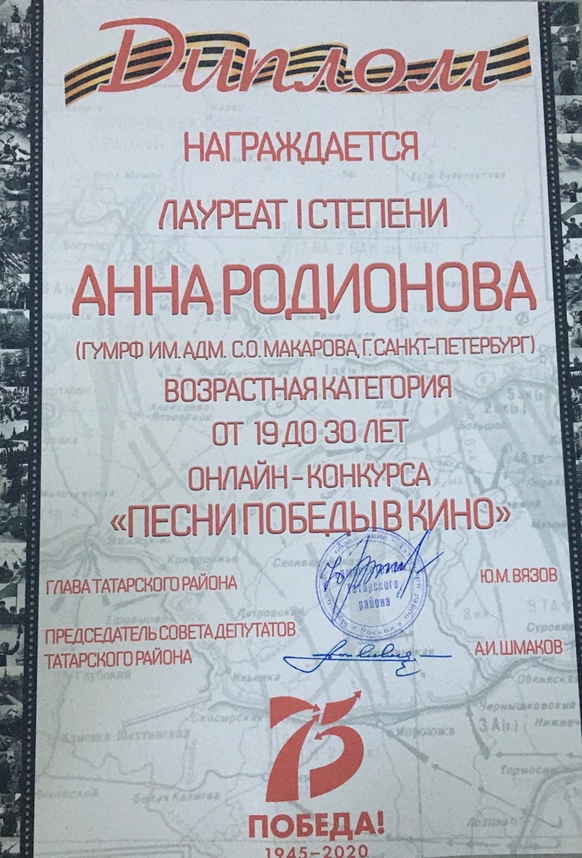 Диплом
НАГРАЖДАЕТСЯ
ЛАУРЕАТ I СТЕПЕНИ
АННА РОДИОНОВА
(ГУМРФ ИМ. АДМ. С.О. МАКАРОВА, Г. САНКТ-ПЕТЕРБУРГ)
ВОЗРАСТНАЯ КАТЕГОРИЯ
ОТ 19 ДО 30 ЛЕТ
ОНЛАЙН-КОНКУРСА
«ПЕСНИ ПОБЕДЫ В КИНО»
ГЛАВА ТАТАРСКОГО РАЙОНА
Ю.М. ВЯЗОВ
района
ПРЕДСЕДАТЕЛЬ СОВЕТА ДЕПУТАТОВ
ТАТАРСКОГО РАЙОНА
А.И. ШМАКОВ
75
ПОБЕДА!
1945-2020